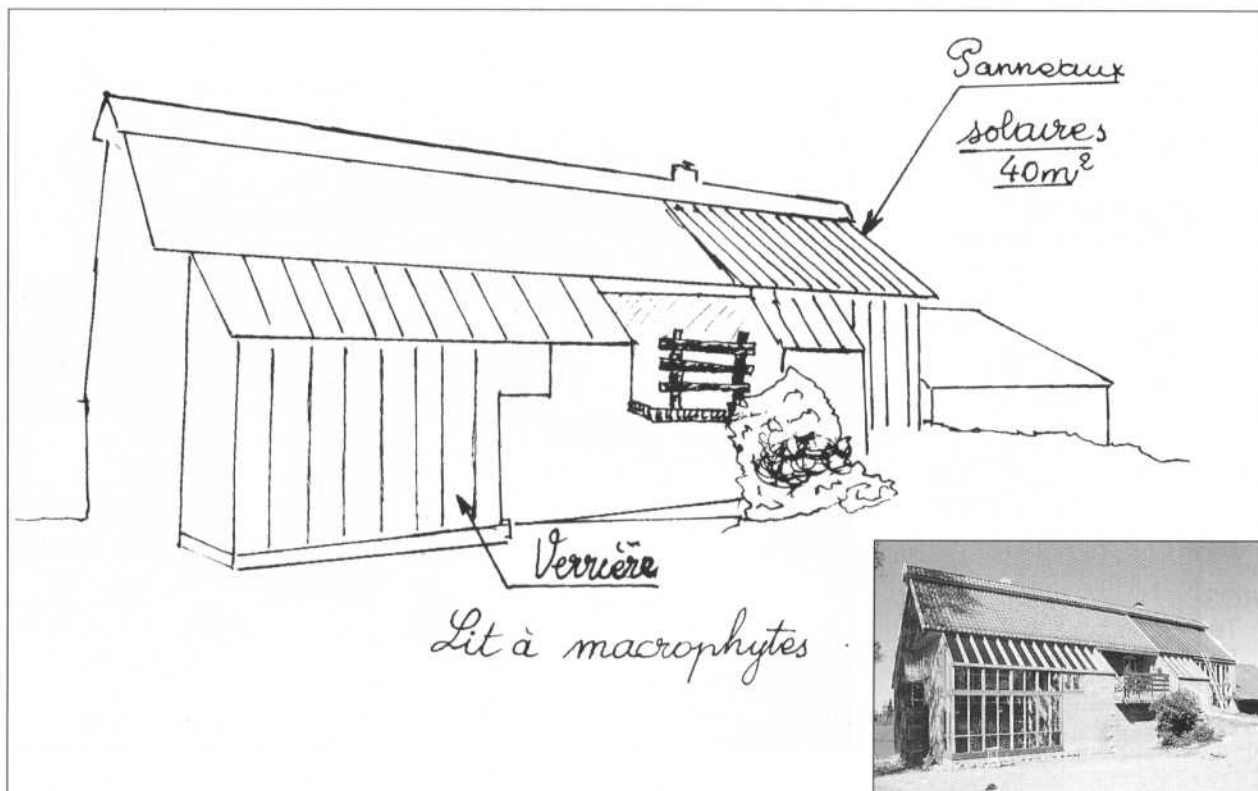 Panneaux
solaires
40m²
Verrière
Lit à macrophytes